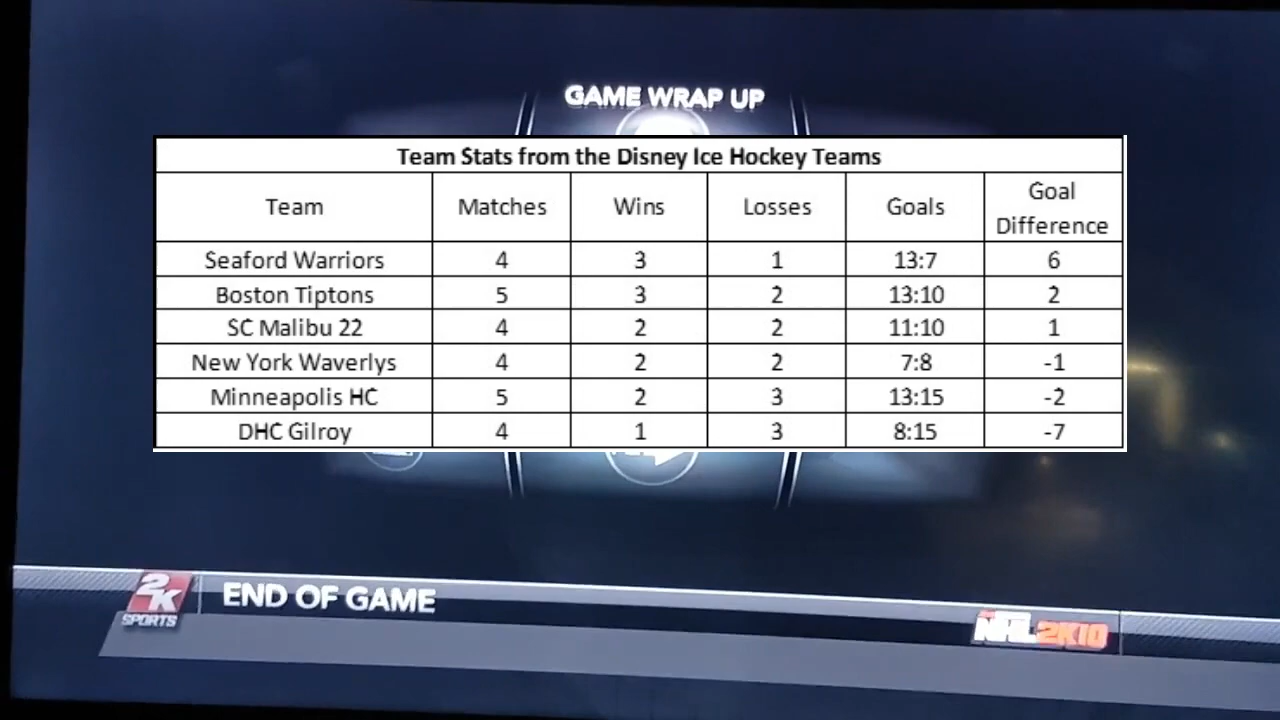 GAME WRAP UP
Team Stats from the Disney Ice Hockey Teams
Team Matches Wins Losses Goals Goal Difference
Seaford Warriors 4 3 1 13:7 6
Boston Tiptons 5 3 2 13:10 2
SC Malibu 22 4 2 2 11:10 1
New York Waverlys 4 2 2 7:8 -1
Minneapolis HC 5 2 3 13:15 -2
DHC Gilroy 4 1 3 8:15 -7
2K SPORTS
END OF GAME
NHL 2K10